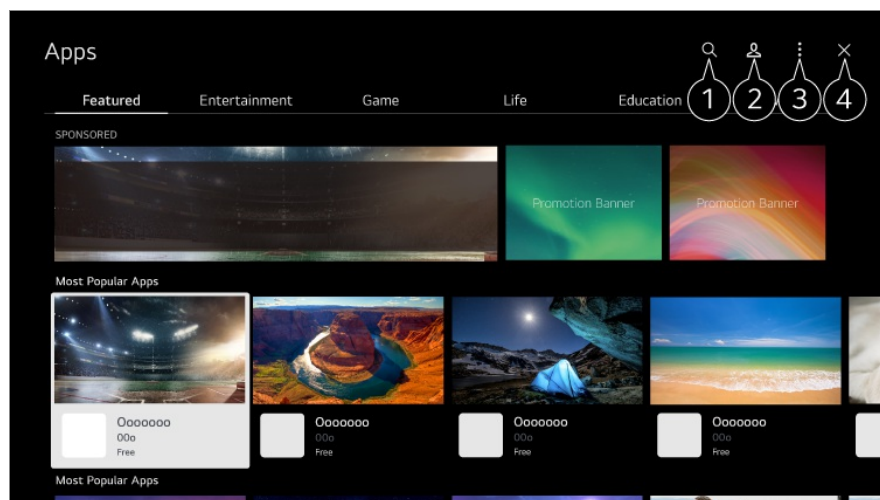 Apps
Featured Entertainment Game Life Education
1 2 3 4
SPONSORED
Promotion Banner Promotion Banner
Most Popular Apps
Ooooooo Ooooooo Ooooooo Ooooooo
00o 00o 00o 00o
Free Free Free Free
Most Popular Apps